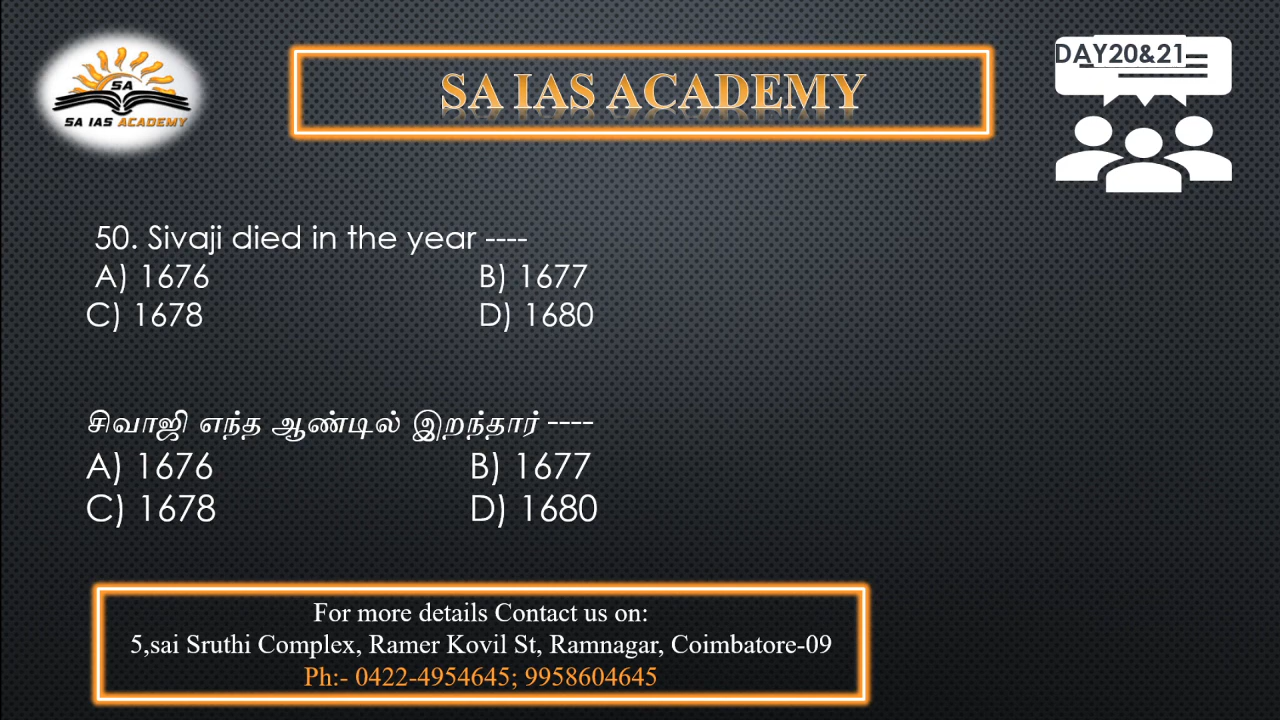 SA
SA IAS ACADEMY
SA IAS ACADEMY
DAY20&21
50. Sivaji died in the year ----
A) 1676 B) 1677
C) 1678 D) 1680
சிவாஜி எந்த ஆண்டில் இறந்தார் ----
A) 1676 B) 1677
C) 1678 D) 1680
For more details Contact us on:
5,sai Sruthi Complex, Ramer Kovil St, Ramnagar, Coimbatore-09
Ph:- 0422-4954645; 9958604645